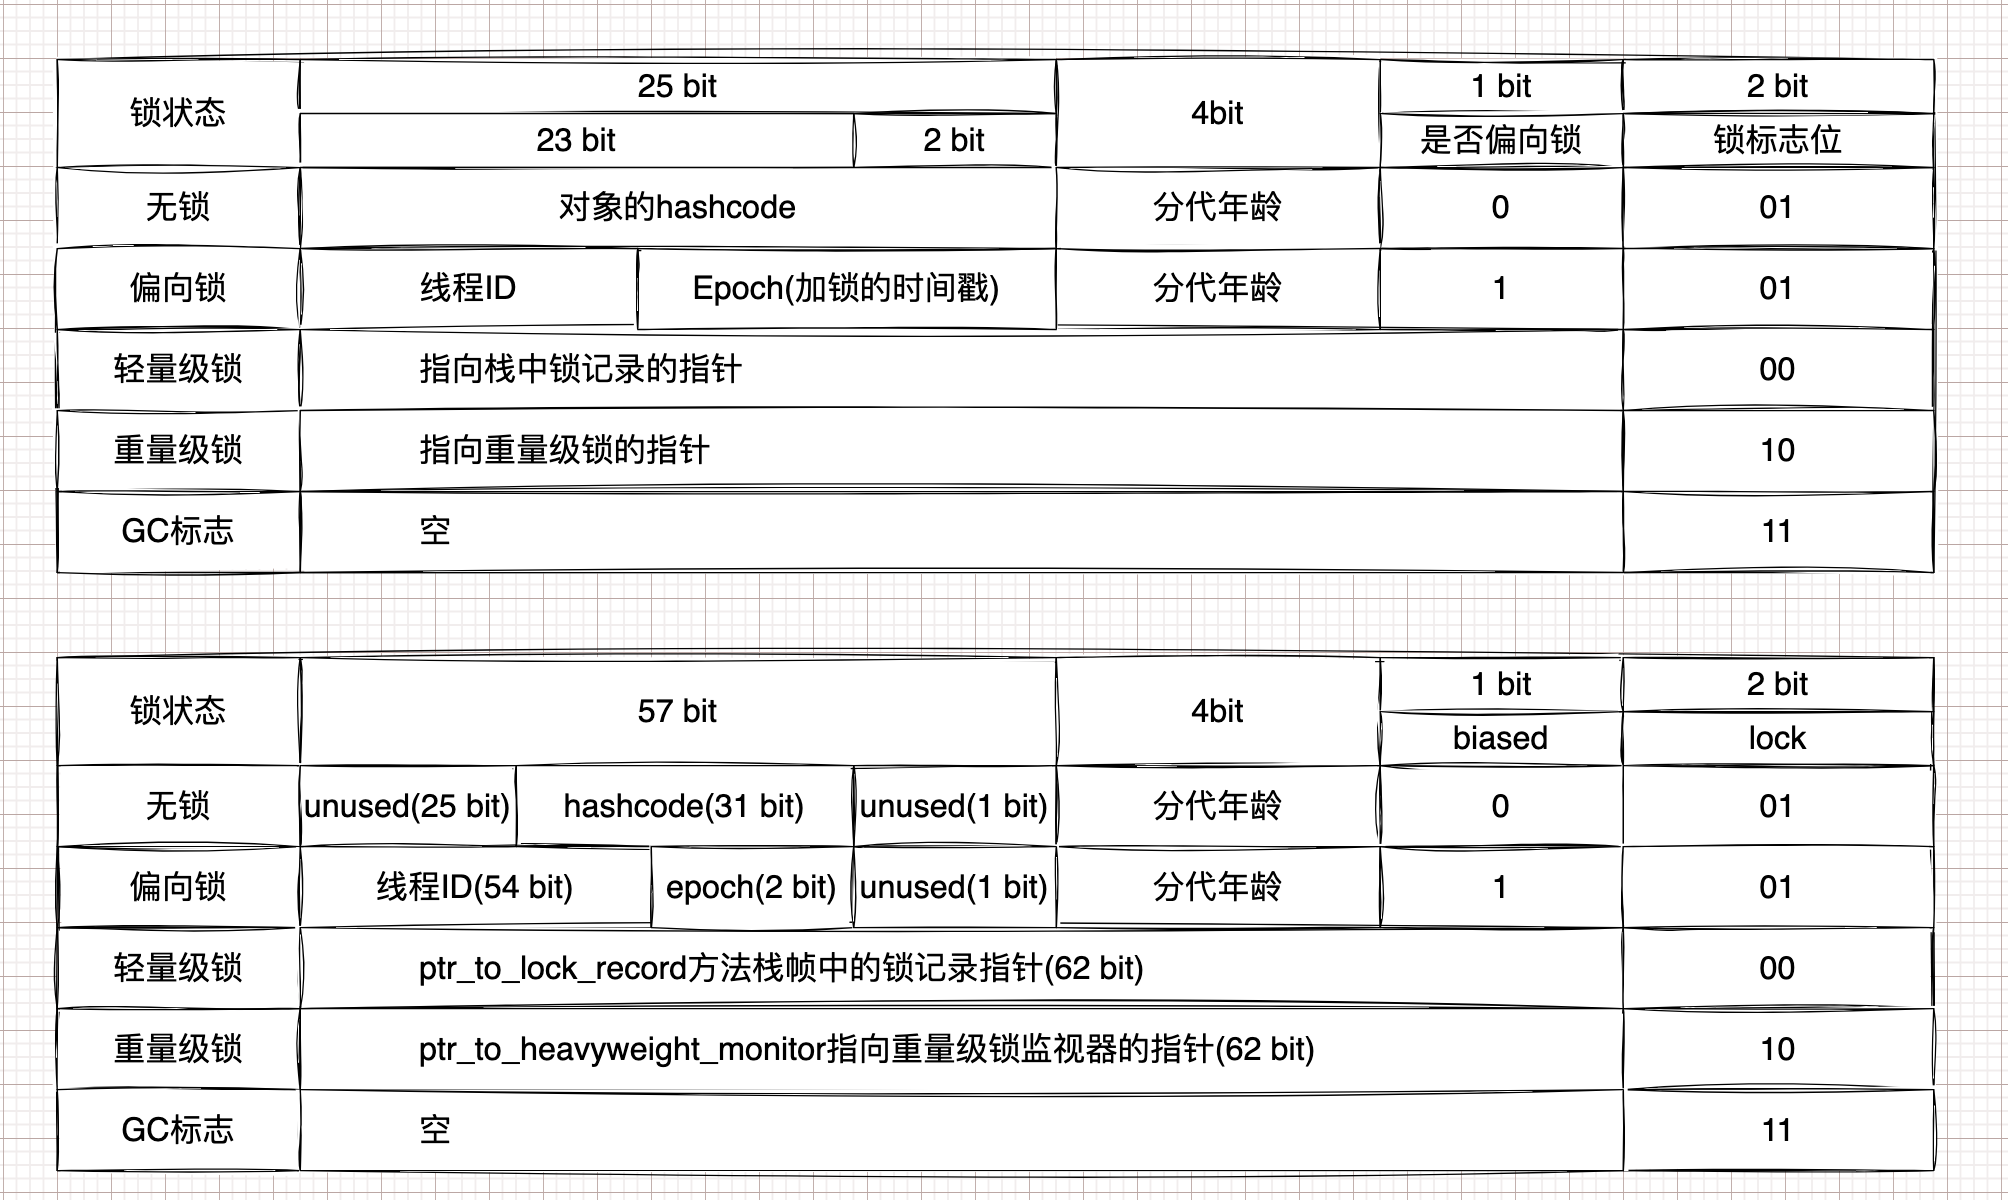 锁状态 25 bit 4bit 1 bit 2 bit
23 bit 2 bit 是否偏向锁 锁标志位
无锁 对象的hashcode 分代年龄 0 01
偏向锁 线程ID Epoch(加锁的时间戳) 分代年龄 1 01
轻量级锁 指向栈中锁记录的指针 00
重量级锁 指向重量级锁的指针 10
GC标志 空 11
锁状态 57 bit 4bit 1 bit 2 bit
biased lock
无锁 unused(25 bit) hashcode(31 bit) unused(1 bit) 分代年龄 0 01
偏向锁 线程ID(54 bit) epoch(2 bit) unused(1 bit) 分代年龄 1 01
轻量级锁 ptr_to_lock_record方法栈帧中的锁记录指针(62 bit) 00
重量级锁 ptr_to_heavyweight_monitor指向重量级锁监视器的指针(62 bit) 10
GC标志 空 11